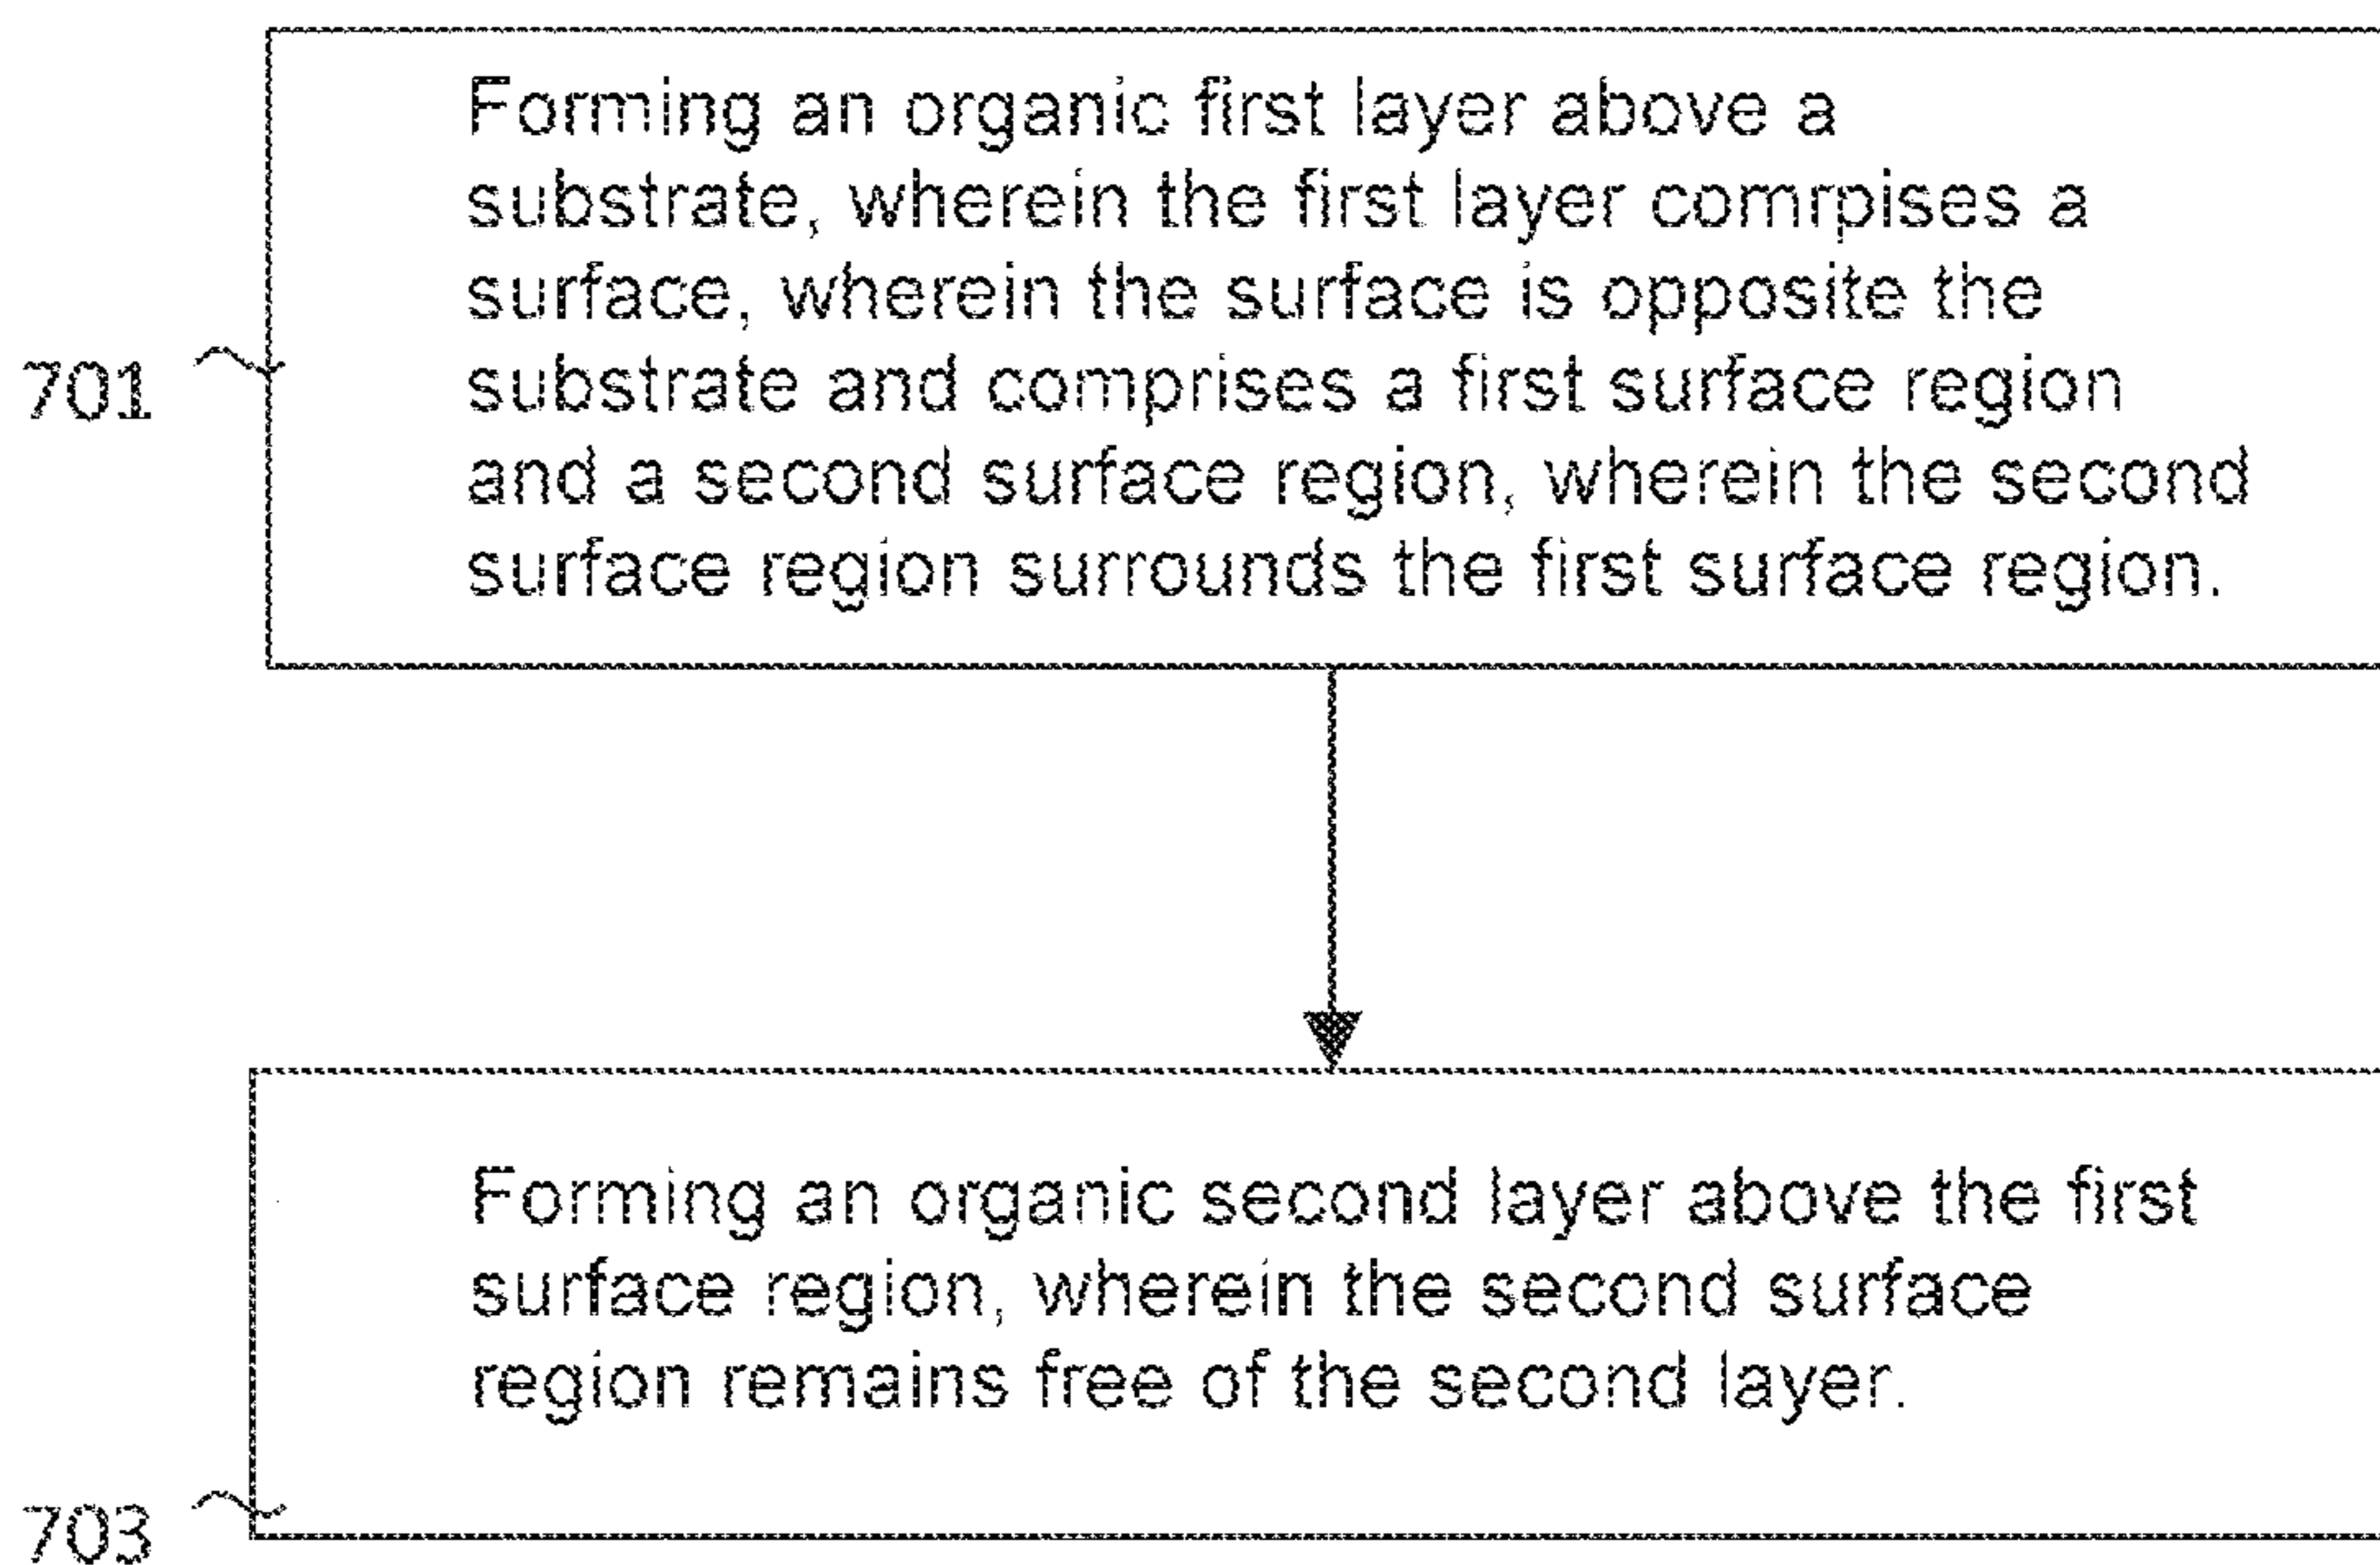 Forming an organic first layer above a
substrate, wherein the first layer comrpises a
surface, wherein the surface is opposite the
701
substrate and comprises a first surface region
and a second surface region, wherein the second
surface region surrounds the first surface region.
Forming an organic second layer above the first
surface region, wherein the second surface
region remains free of the second layer.
703